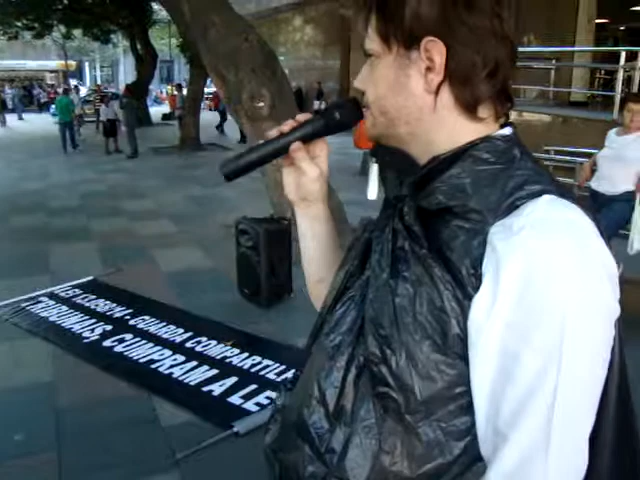 LEI 13.058/14 - GUARDA COMPARTILH
TRIBUNAIS, CUMPRAM A LEI